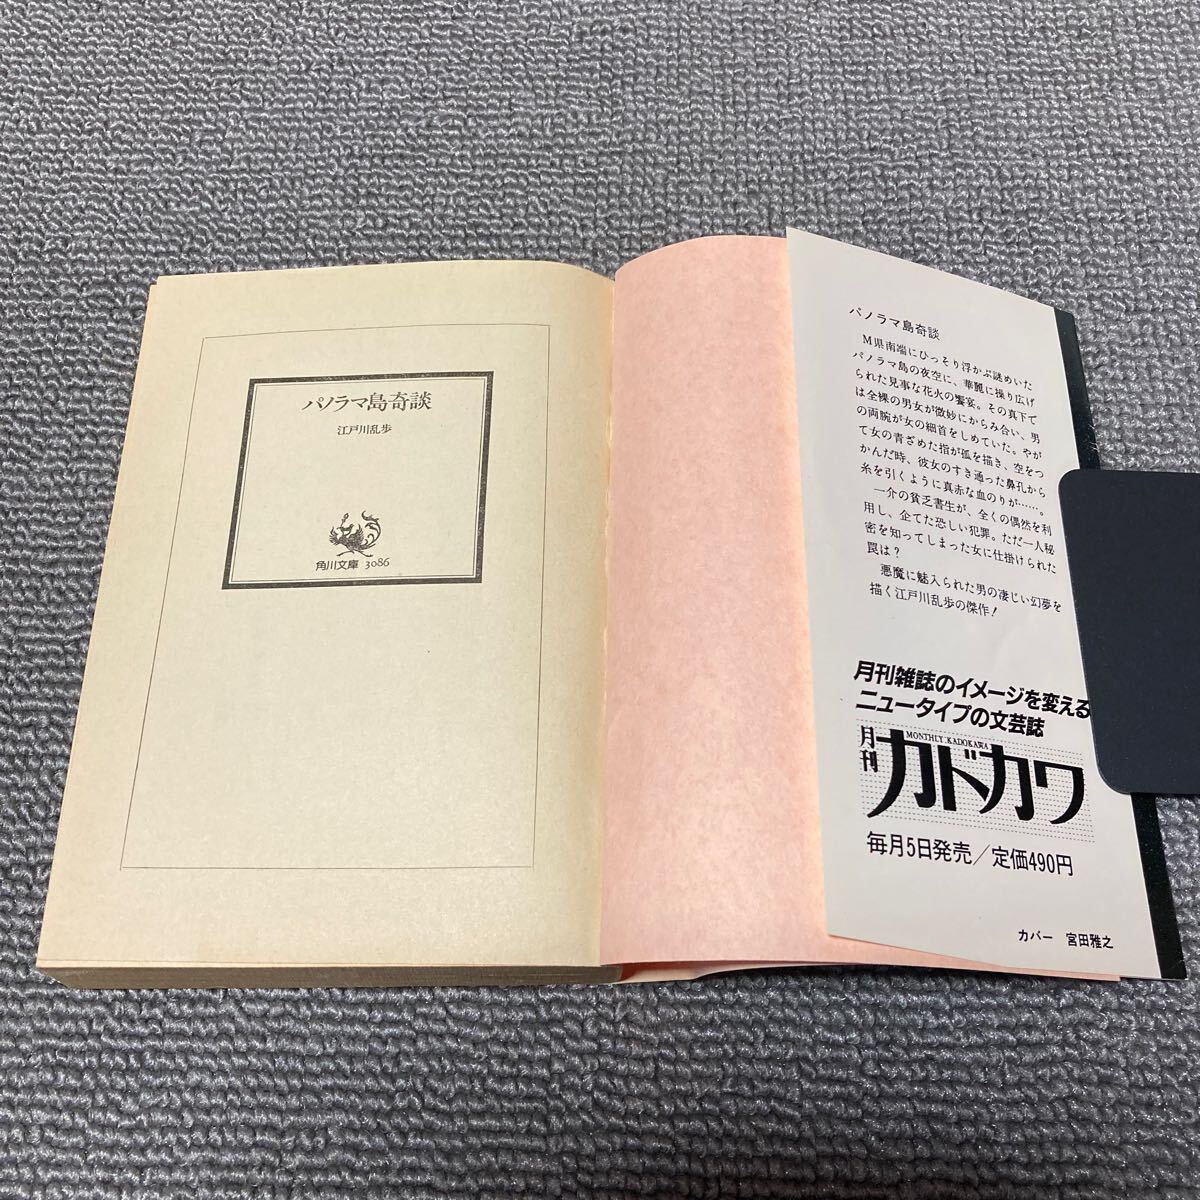 パノラマ島奇談
江戸川乱歩
角川文庫 3086
パノラマ島奇談
M県南端にひっそり浮かぶ謎めいた
パノラマ島の夜空に、華麗に操り広げ
られた見事な花火の饗宴。その真下で
は全裸の男女が微妙にからみ合い、男
の両腕が女の細首をしめていた。やが
て女の青ざめた指が孤を描き、空をつ
かんだ時、彼女のすき通った鼻孔から
糸を引くように真赤な血のりが……。
一介の貧乏書生が、全くの偶然を利
用し、企てた恐しい犯罪。ただ一人秘
密を知ってしまった女に仕掛けられた
罠は?
悪魔に魅入られた男の凄じい幻夢を
描く江戸川乱歩の傑作!
月刊雑誌のイメージを変える
ニュータイプの文芸誌
MONTHLY KADOKAWA
月刊カドカワ
毎月5日発売/定価490円
カバー 宮田雅之